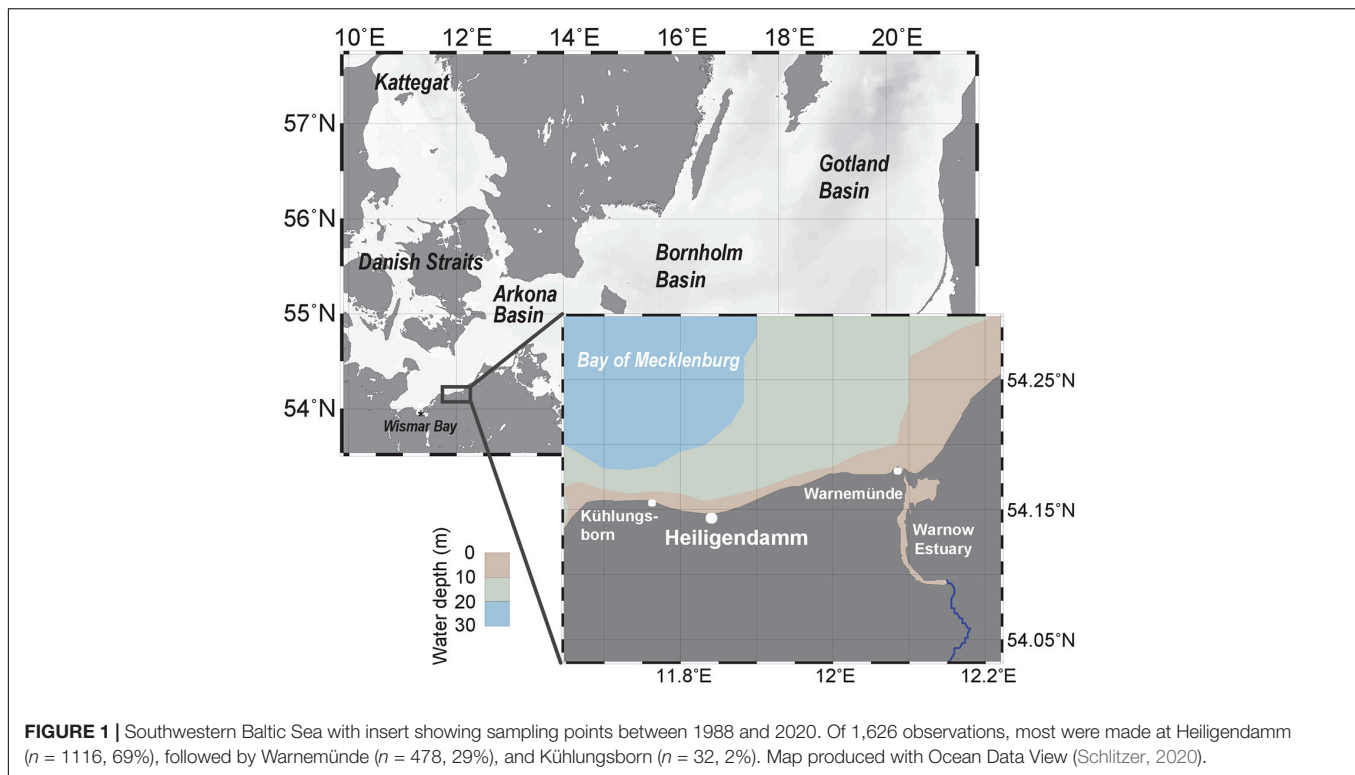 10˚E 12˚E 14˚E 16˚E 18˚E 20˚E
Kattegat
57˚N
Gotland
Basin
56˚N
Danish Straits
Bornholm
Basin
Arkona
Basin
55˚N
Bay of Mecklenburg
54.25˚N
54˚N
*
Wismar Bay
Warnemünde
54.15˚N
Kühlungs-
born
Heiligendamm
Warnow
Estuary
Water depth (m)
0
10
20
30
54.05˚N
11.8˚E 12˚E 12.2˚E
FIGURE 1 | Southwestern Baltic Sea with insert showing sampling points between 1988 and 2020. Of 1,626 observations, most were made at Heiligendamm
(n = 1116, 69%), followed by Warnemünde (n = 478, 29%), and Kühlungsborn (n = 32, 2%). Map produced with Ocean Data View (Schlitzer, 2020).